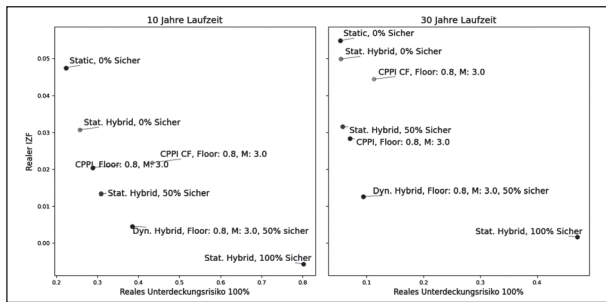 10 Jahre Laufzeit
Realer IZF
0.05
0.04
0.03
0.02
0.01
0.00
Static, 0% Sicher
Stat. Hybrid, 0% Sicher
CPPI CF, Floor: 0.8, M: 3.0
CPPI, Floor: 0.8, M: 3.0
Stat. Hybrid, 50% Sicher
Dyn. Hybrid, Floor: 0.8, M: 3.0, 50% sicher
Stat. Hybrid, 100% Sicher
0.2 0.3 0.4 0.5 0.6 0.7 0.8
Reales Unterdeckungsrisiko 100%
30 Jahre Laufzeit
Static, 0% Sicher
Stat. Hybrid, 0% Sicher
CPPI CF, Floor: 0.8, M: 3.0
Stat. Hybrid, 50% Sicher
CPPI, Floor: 0.8, M: 3.0
Dyn. Hybrid, Floor: 0.8, M: 3.0, 50% sicher
Stat. Hybrid, 100% Sicher
0.1 0.2 0.3 0.4
Reales Unterdeckungsrisiko 100%